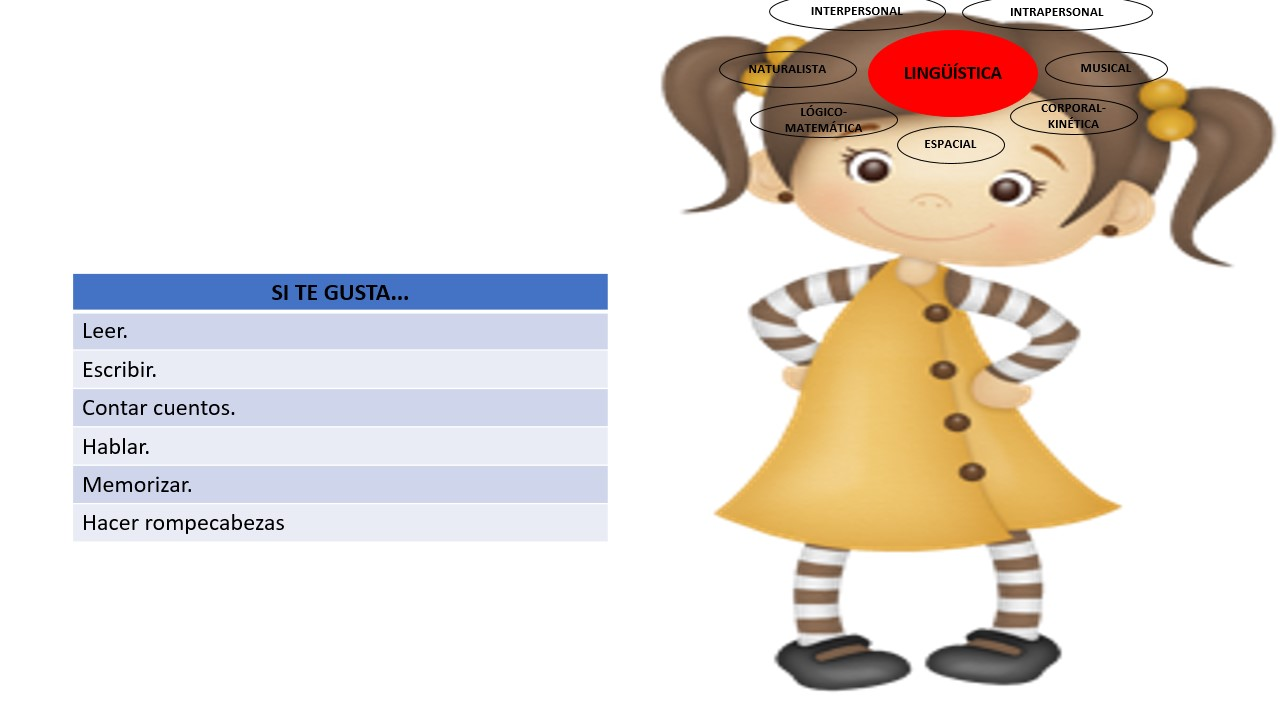 INTERPERSONAL
INTRAPERSONAL
NATURALISTA
LINGÜÍSTICA
MUSICAL
LÓGICO-
MATEMÁTICA
CORPORAL-
KINÉTICA
ESPACIAL
SI TE GUSTA...
Leer.
Escribir.
Contar cuentos.
Hablar.
Memorizar.
Hacer rompecabezas